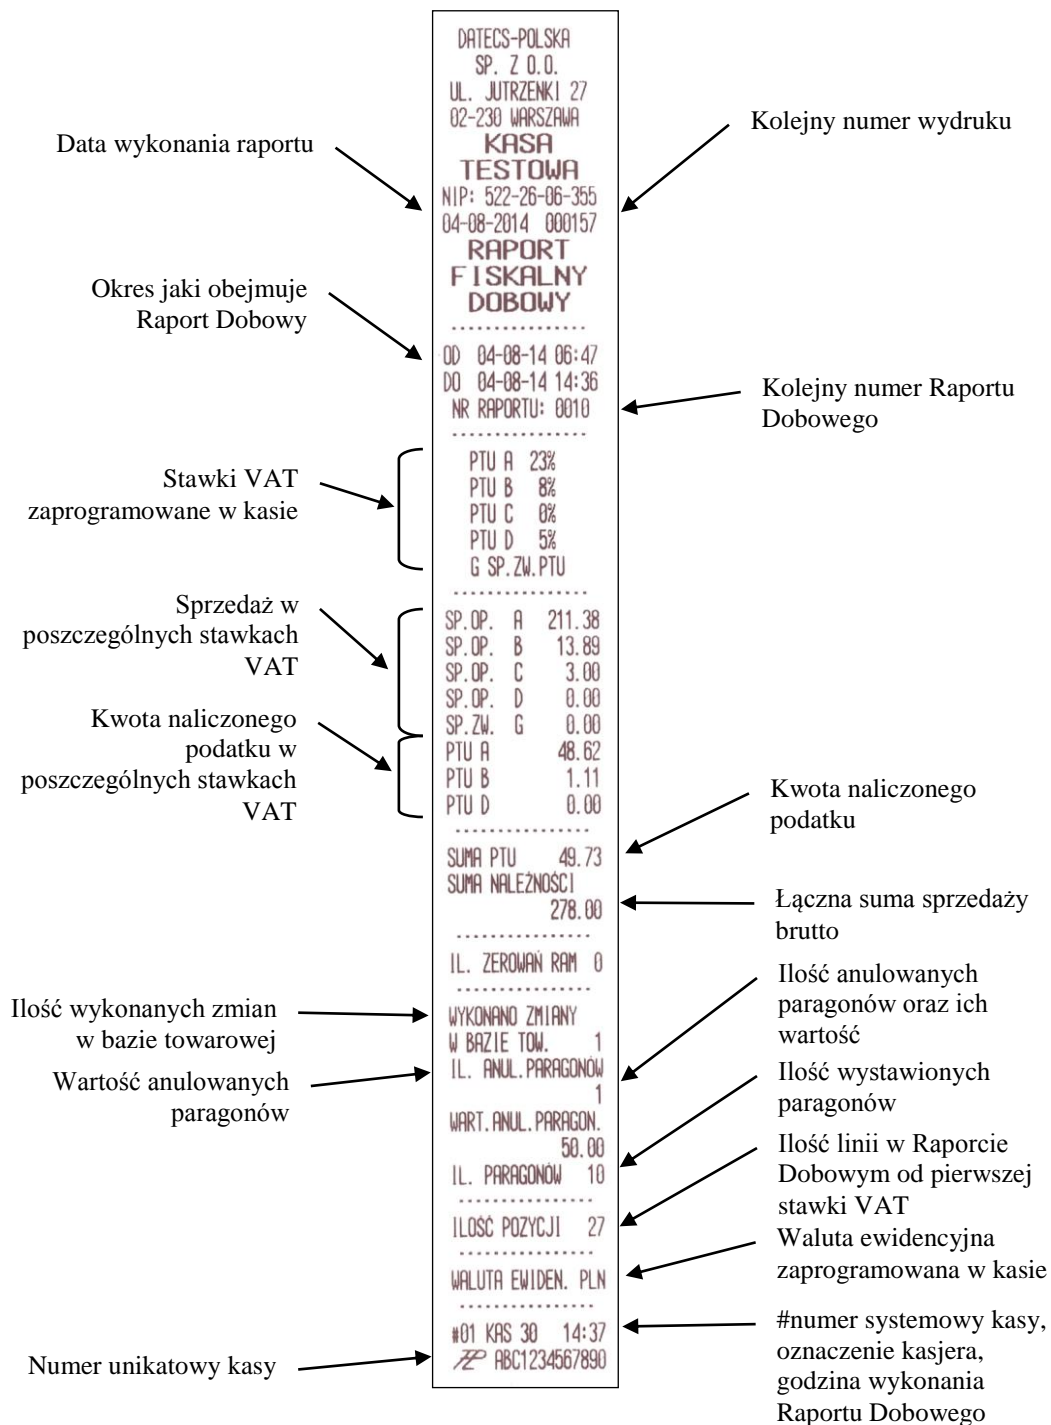 DATECS-POLSKA
SP. Z O.O.
UL. JUTRZENKI 27
02-230 WARSZAWA
KASA
TESTOWA
NIP: 522-26-06-355
04-08-2014 000157
RAPORT
FISKALNY
DOBOWY
OD 04-08-14 06:47
DO 04-08-14 14:36
NR RAPORTU: 0010
PTU A 23%
PTU B 8%
PTU C 0%
PTU D 5%
G SP.ZW.PTU
SP.OP. A 211.38
SP.OP. B 13.89
SP.OP. C 3.00
SP.OP. D 0.00
SP.ZW. G 0.00
PTU A 48.62
PTU B 1.11
PTU D 0.00
SUMA PTU 49.73
SUMA NALEŻNOŚCI
278.00
IL. ZEROWAŃ RAM 0
WYKONANO ZMIANY
W BAZIE TOW. 1
IL. ANUL.PARAGONÓW
1
WART.ANUL.PARAGON.
50.00
IL. PARAGONÓW 10
ILOŚĆ POZYCJI 27
WALUTA EWIDEN. PLN
#01 KAS 30 14:37
ABC1234567890
Data wykonania raportu
Okres jaki obejmuje
Raport Dobowy
Stawki VAT
zaprogramowane w kasie
Sprzedaż w
poszczególnych stawkach
VAT
Kwota naliczonego
podatku w
poszczególnych stawkach
VAT
Ilość wykonanych zmian
w bazie towarowej
Wartość anulowanych
paragonów
Numer unikatowy kasy
Kolejny numer wydruku
Kolejny numer Raportu
Dobowego
Kwota naliczonego
podatku
Łączna suma sprzedaży
brutto
Ilość anulowanych
paragonów oraz ich
wartość
Ilość wystawionych
paragonów
Ilość linii w Raporcie
Dobowym od pierwszej
stawki VAT
Waluta ewidencyjna
zaprogramowana w kasie
#numer systemowy kasy,
oznaczenie kasjera,
godzina wykonania
Raportu Dobowego